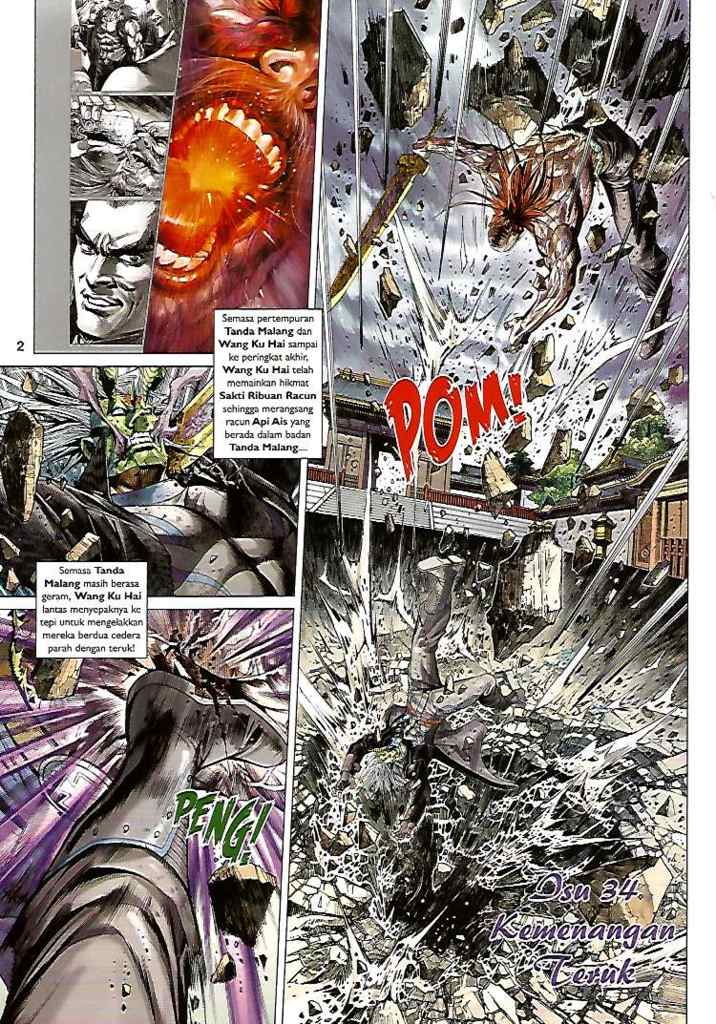 Semasa pertempuran
Tanda Malang dan
Wang Ku Hai sampai
ke peringkat akhir,
Wang Ku Hai telah
memainkan hikmat
Sakti Ribuan Racun
sehingga merangsang
racun Api Ais yang
berada dalam badan
Tanda Malang....
2
POM!
Semasa Tanda
Malang masih berasa
geram, Wang Ku Hai
lantas menyepaknya ke
tepi untuk mengelakkan
mereka berdua cedera
parah dengan teruk!
PENG!
Isu 34
Kemenangan
Teruk